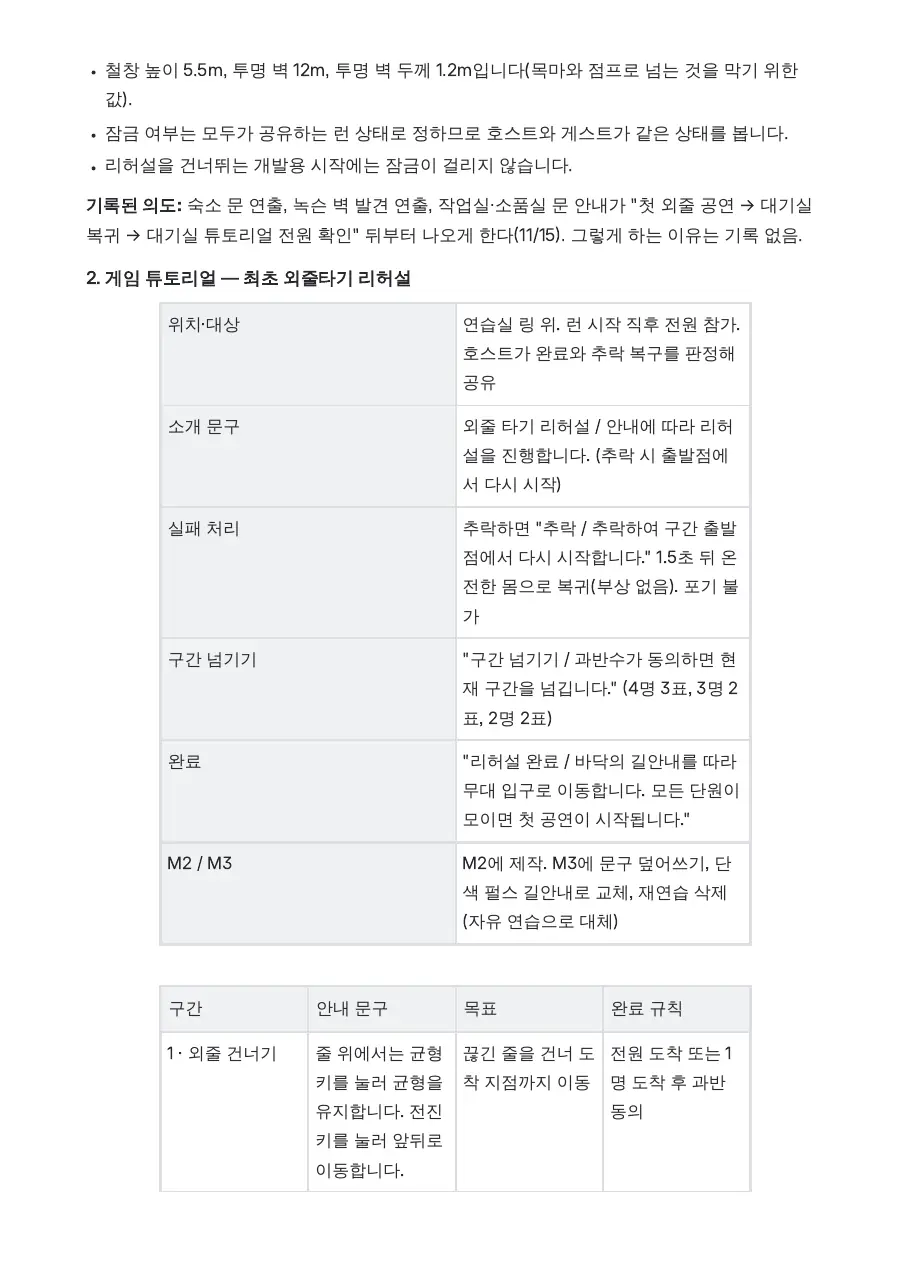 • 철창 높이 5.5m, 투명 벽 12m, 투명 벽 두께 1.2m입니다(목마와 점프로 넘는 것을 막기 위한
값).
• 잠금 여부는 모두가 공유하는 런 상태로 정하므로 호스트와 게스트가 같은 상태를 봅니다.
• 리허설을 건너뛰는 개발용 시작에는 잠금이 걸리지 않습니다.
기록된 의도: 숙소 문 연출, 녹슨 벽 발견 연출, 작업실·소품실 문 안내가 "첫 외줄 공연 → 대기실
복귀 → 대기실 튜토리얼 전원 확인" 뒤부터 나오게 한다(11/15). 그렇게 하는 이유는 기록 없음.
2. 게임 튜토리얼 — 최초 외줄타기 리허설
위치·대상
연습실 링 위. 런 시작 직후 전원 참가.
호스트가 완료와 추락 복구를 판정해
공유
소개 문구
외줄 타기 리허설 / 안내에 따라 리허
설을 진행합니다. (추락 시 출발점에
서 다시 시작)
실패 처리
추락하면 "추락 / 추락하여 구간 출발
점에서 다시 시작합니다." 1.5초 뒤 온
전한 몸으로 복귀(부상 없음). 포기 불
가
구간 넘기기
"구간 넘기기 / 과반수가 동의하면 현
재 구간을 넘깁니다." (4명 3표, 3명 2
표, 2명 2표)
완료
"리허설 완료 / 바닥의 길안내를 따라
무대 입구로 이동합니다. 모든 단원이
모이면 첫 공연이 시작됩니다."
M2 / M3
M2에 제작. M3에 문구 덮어쓰기, 단
색 펄스 길안내로 교체, 재연습 삭제
(자유 연습으로 대체)
구간
안내 문구
목표
완료 규칙
1 · 외줄 건너기
줄 위에서는 균형
키를 눌러 균형을
유지합니다. 전진
키를 눌러 앞뒤로
이동합니다.
끊긴 줄을 건너 도
착 지점까지 이동
전원 도착 또는 1
명 도착 후 과반
동의